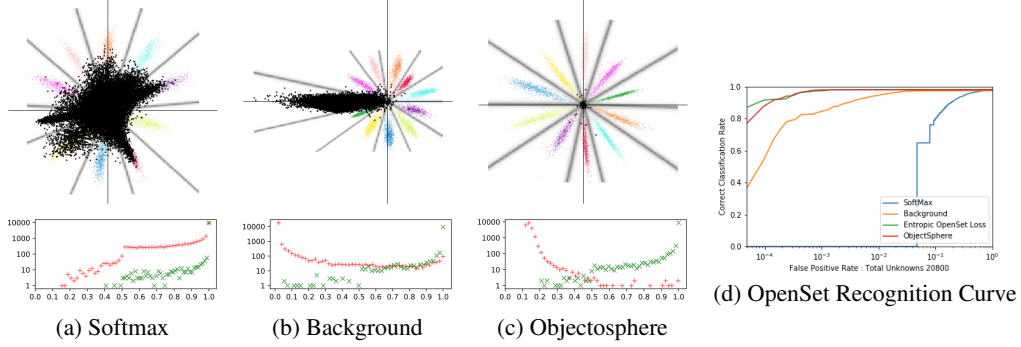 10000
1000
100
10
1
0.0 0.1 0.2 0.3 0.4 0.5 0.6 0.7 0.8 0.9 1.0
(a) Softmax
10000
1000
100
10
1
0.0 0.1 0.2 0.3 0.4 0.5 0.6 0.7 0.8 0.9 1.0
(b) Background
10000
1000
100
10
1
0.0 0.1 0.2 0.3 0.4 0.5 0.6 0.7 0.8 0.9 1.0
(c) Objectosphere
Correct Classification Rate
1.0
0.8
0.6
0.4
0.2
0.0
SoftMax
Background
Entropic OpenSet Loss
ObjectSphere
10⁻⁴ 10⁻³ 10⁻² 10⁻¹ 10⁰
False Positive Rate : Total Unknowns 20800
(d) OpenSet Recognition Curve